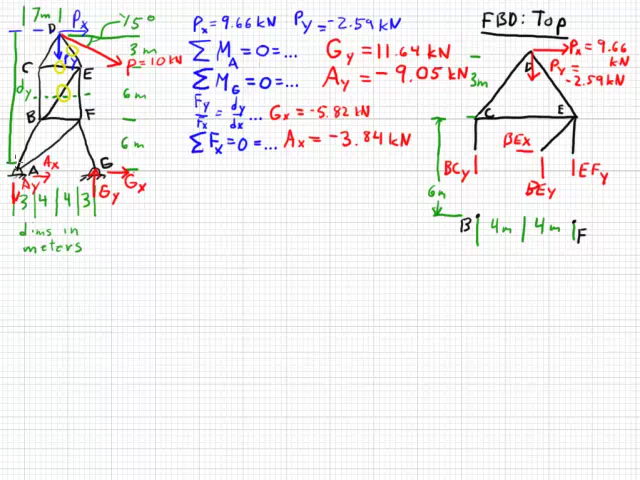 |7m| Px
15°
D
3m
Py
P=10 kN
C
E
dy
6m
B
F
6m
Ax
A
G
Ay
Gy
Gx
|3|4|4|3|
dims in
meters
Px = 9.66 kN Py = -2.59 kN
∑ MA = 0 = ... Gy = 11.64 kN
∑ MG = 0 = ... Ay = -9.05 kN
Fy/Fx = dy/dx ... Gx = -5.82 kN
∑ Fx = 0 = ... Ax = -3.84 kN
FBD: Top
Px = 9.66
kN
D
Py =
-2.59 kN
3m
C
E
BEx
BCy
EFy
BEy
6m
B | 4m | 4m | F